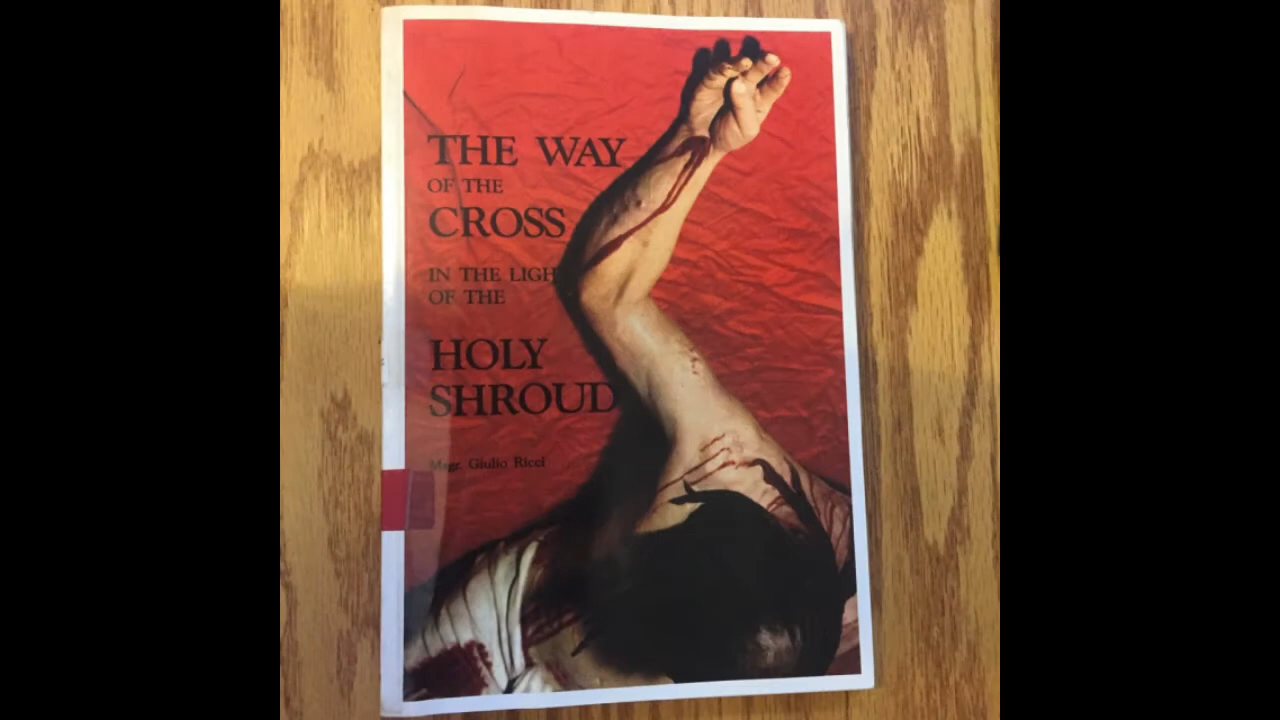 THE WAY
OF THE
CROSS
IN THE LIGH
OF THE
HOLY
SHROUD
Msgr. Giulio Ricci